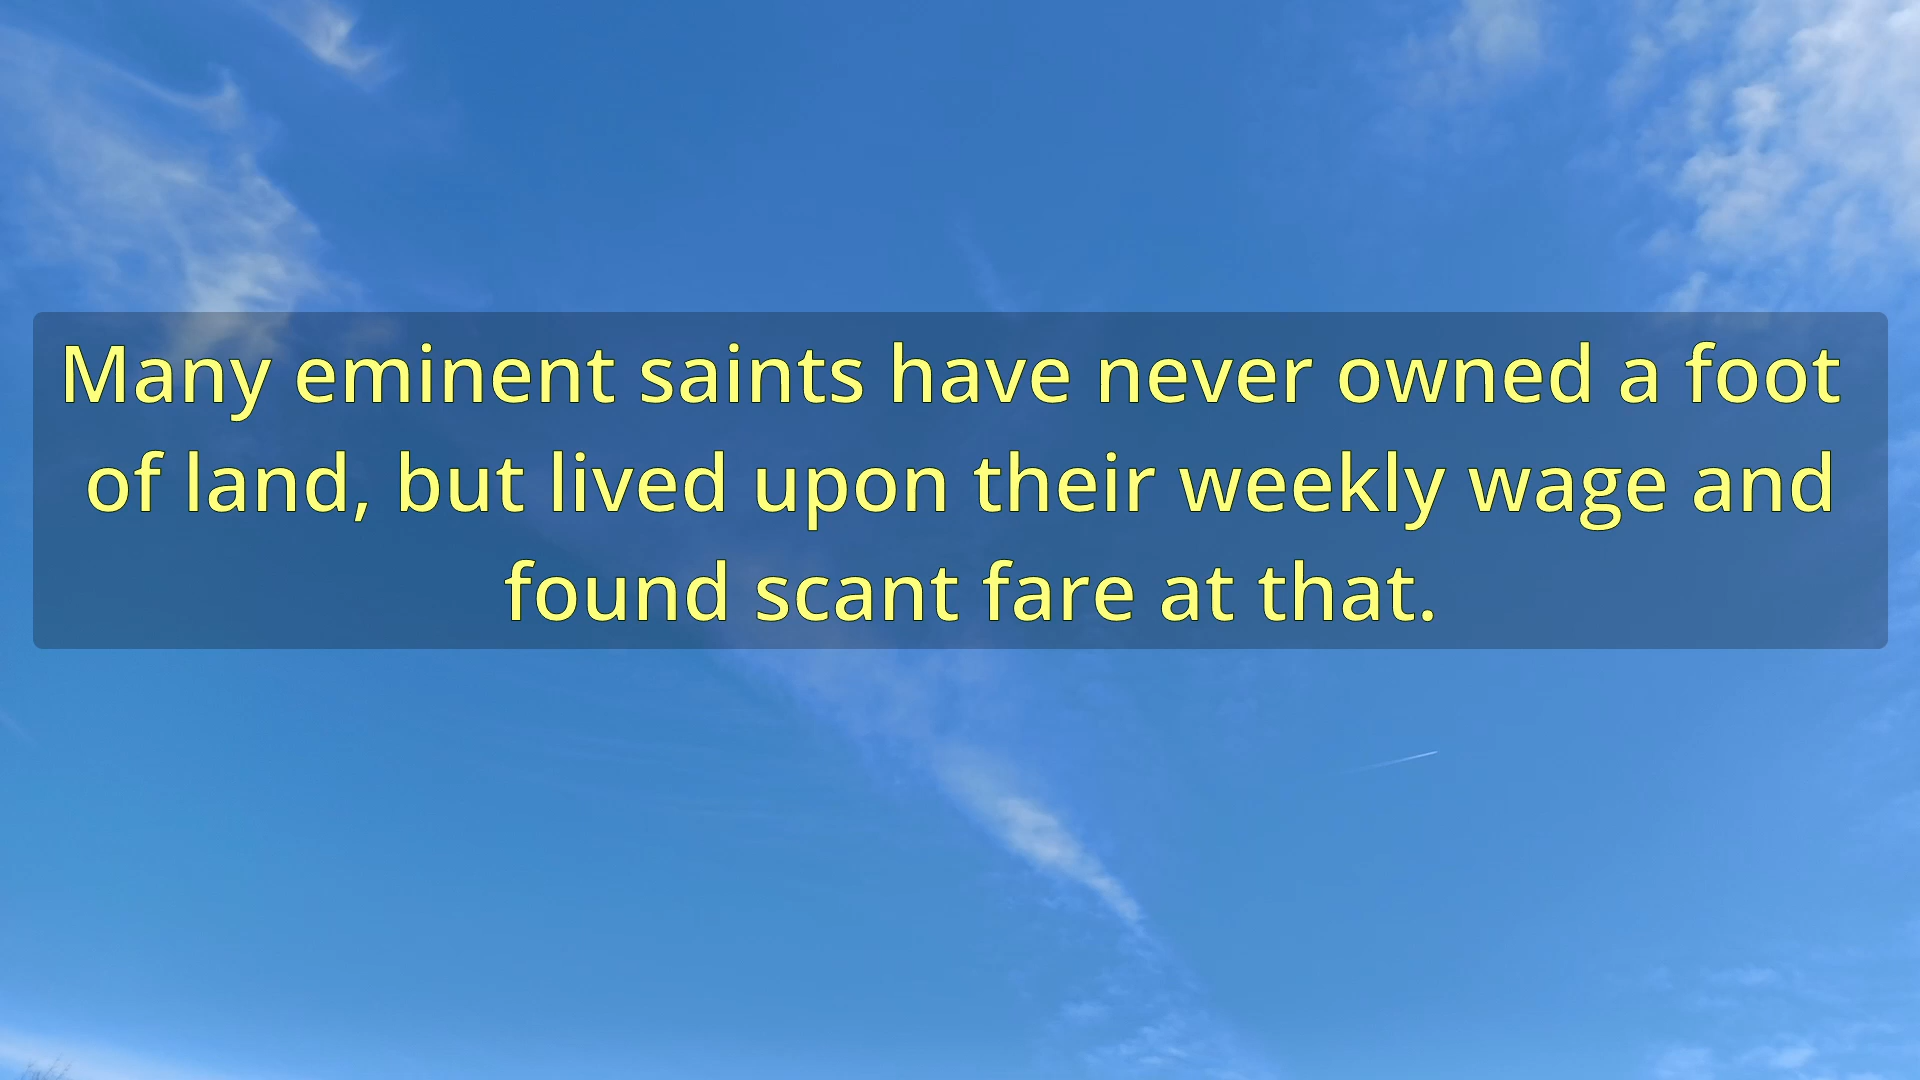 Many eminent saints have never owned a foot
of land, but lived upon their weekly wage and
found scant fare at that.